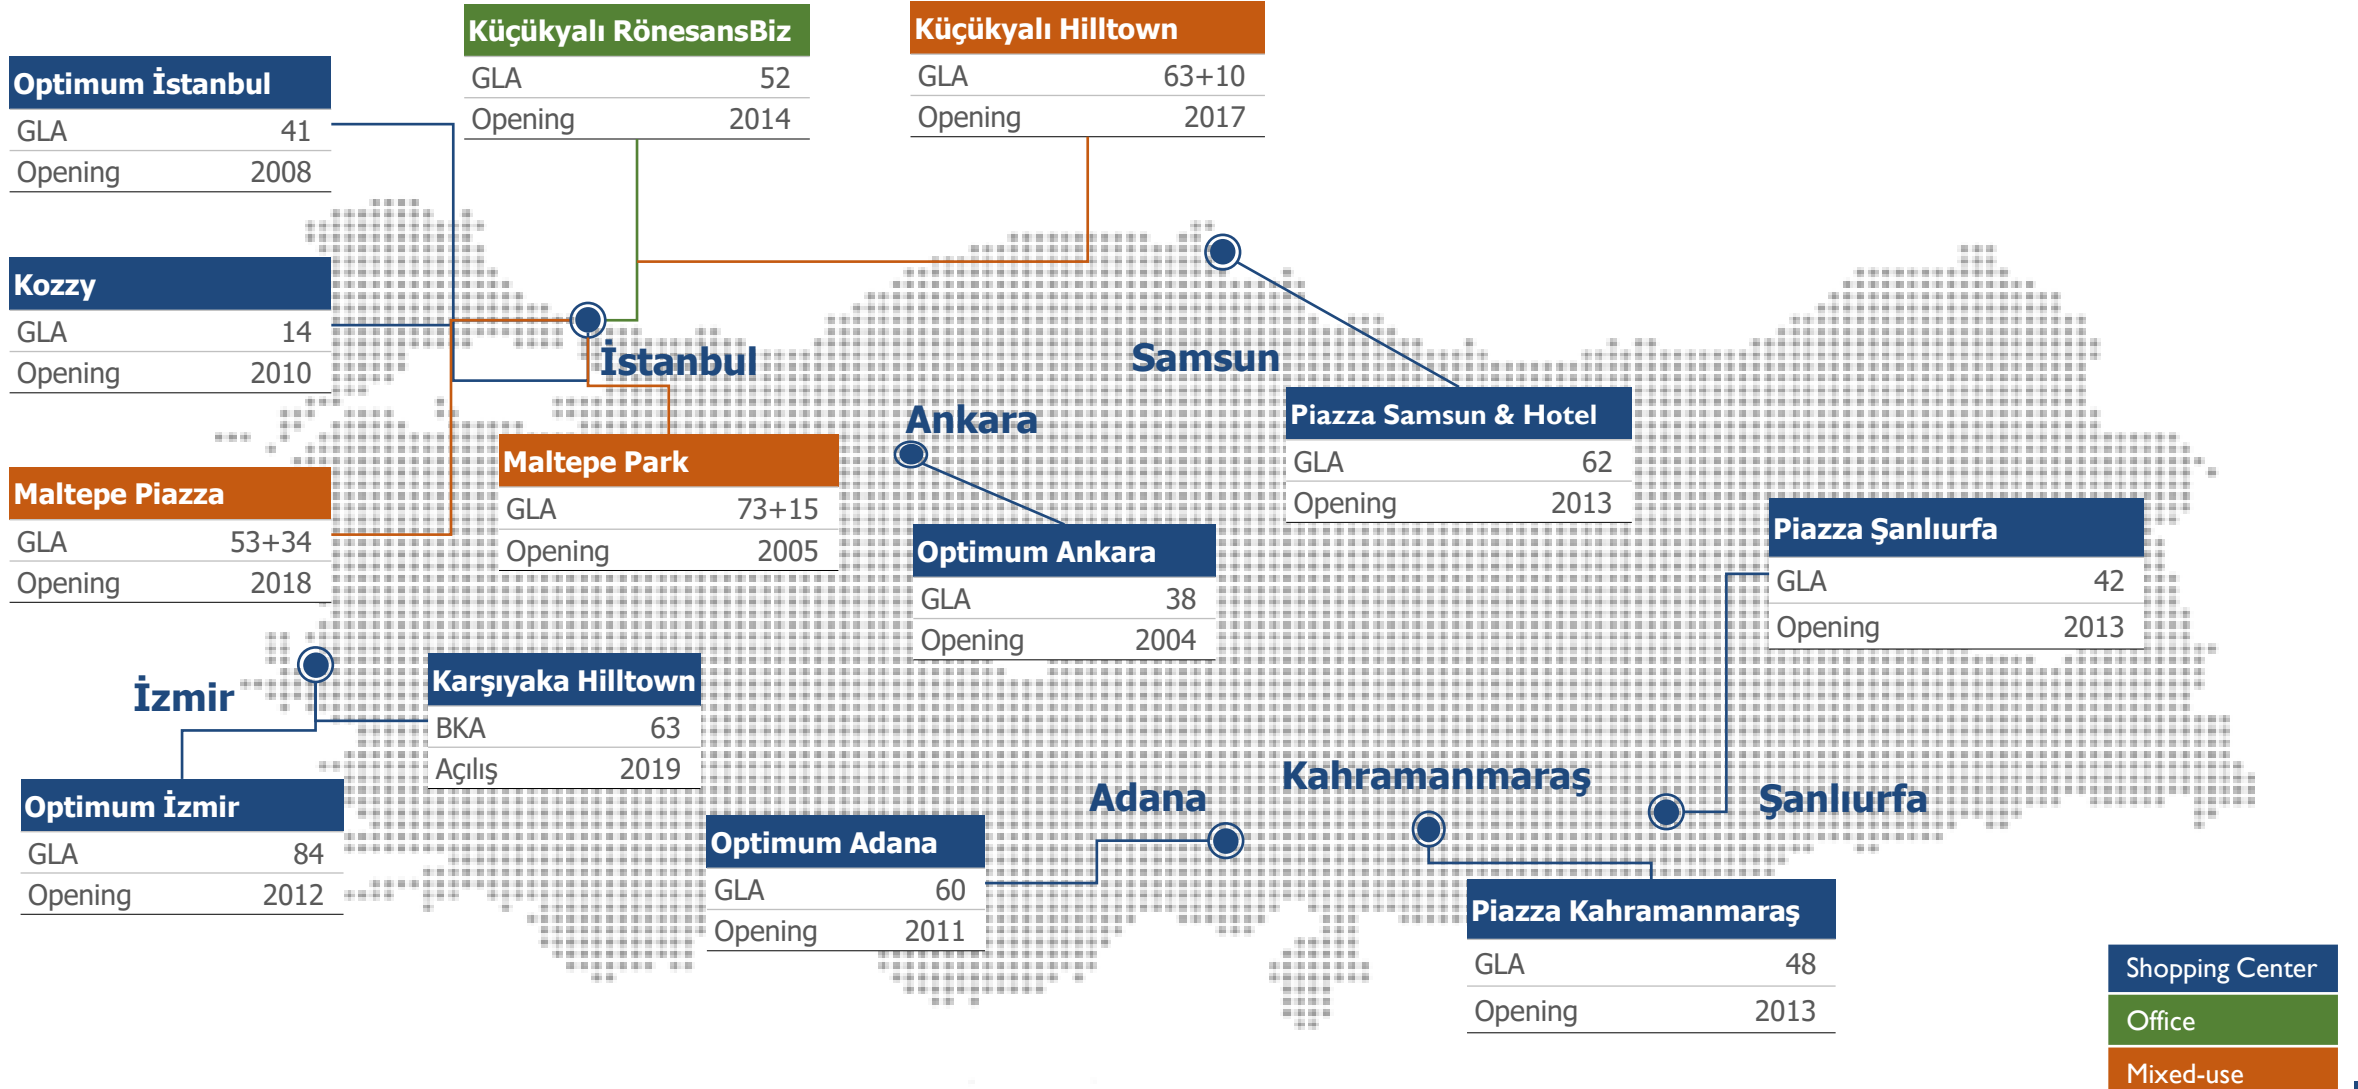 Küçükyalı RönesansBiz
GLA 52
Opening 2014
Küçükyalı Hilltown
GLA 63+10
Opening 2017
Optimum İstanbul
GLA 41
Opening 2008
Kozzy
GLA 14
Opening 2010
Maltepe Piazza
GLA 53+34
Opening 2018
İstanbul
Maltepe Park
GLA 73+15
Opening 2005
Ankara
Optimum Ankara
GLA 38
Opening 2004
Samsun
Piazza Samsun & Hotel
GLA 62
Opening 2013
Piazza Şanlıurfa
GLA 42
Opening 2013
İzmir
Karşıyaka Hilltown
BKA 63
Açılış 2019
Optimum İzmir
GLA 84
Opening 2012
Adana
Optimum Adana
GLA 60
Opening 2011
Kahramanmaraş
Şanlıurfa
Piazza Kahramanmaraş
GLA 48
Opening 2013
Shopping Center
Office
Mixed-use